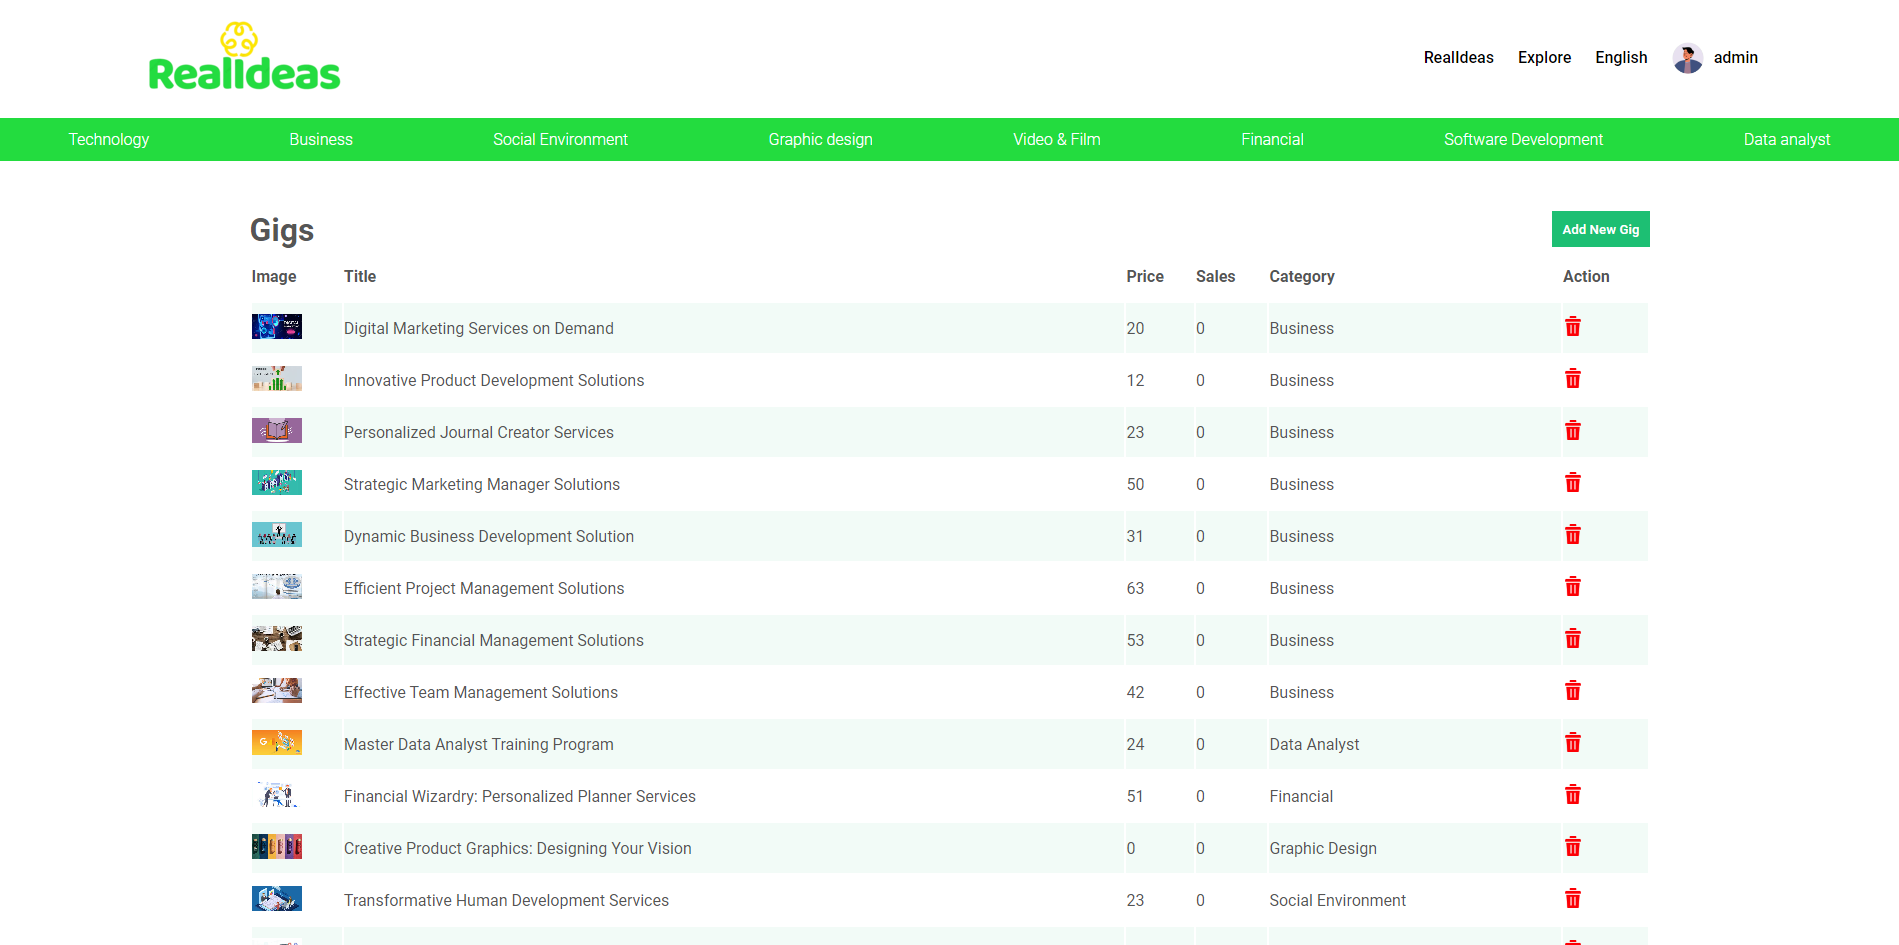 RealIdeas
RealIdeas Explore English admin
Technology Business Social Environment Graphic design Video & Film Financial Software Development Data analyst
Gigs
Add New Gig
Image Title Price Sales Category Action
Digital Marketing Services on Demand 20 0 Business
Innovative Product Development Solutions 12 0 Business
Personalized Journal Creator Services 23 0 Business
Strategic Marketing Manager Solutions 50 0 Business
Dynamic Business Development Solution 31 0 Business
Efficient Project Management Solutions 63 0 Business
Strategic Financial Management Solutions 53 0 Business
Effective Team Management Solutions 42 0 Business
Master Data Analyst Training Program 24 0 Data Analyst
Financial Wizardry: Personalized Planner Services 51 0 Financial
Creative Product Graphics: Designing Your Vision 0 0 Graphic Design
Transformative Human Development Services 23 0 Social Environment